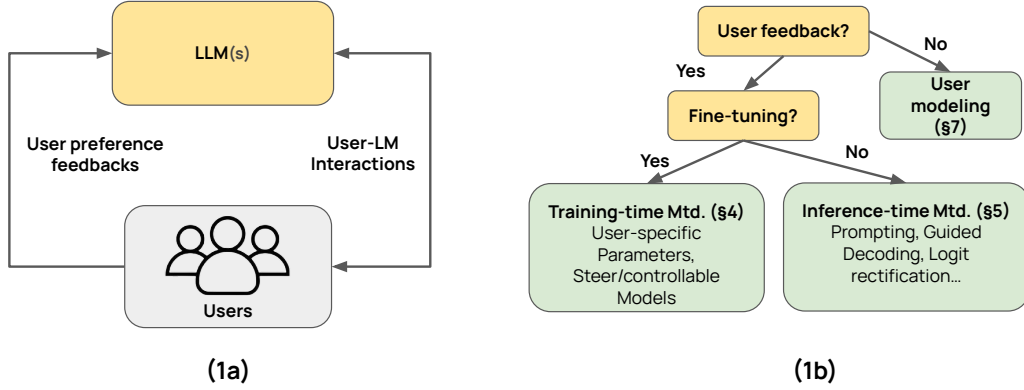 LLM(s)
User preference
feedbacks
User-LM
Interactions
Users
(1a)
User feedback?
Yes
No
User
modeling
(§7)
Fine-tuning?
Yes
No
Training-time Mtd. (§4)
User-specific
Parameters,
Steer/controllable
Models
Inference-time Mtd. (§5)
Prompting, Guided
Decoding, Logit
rectification…
(1b)